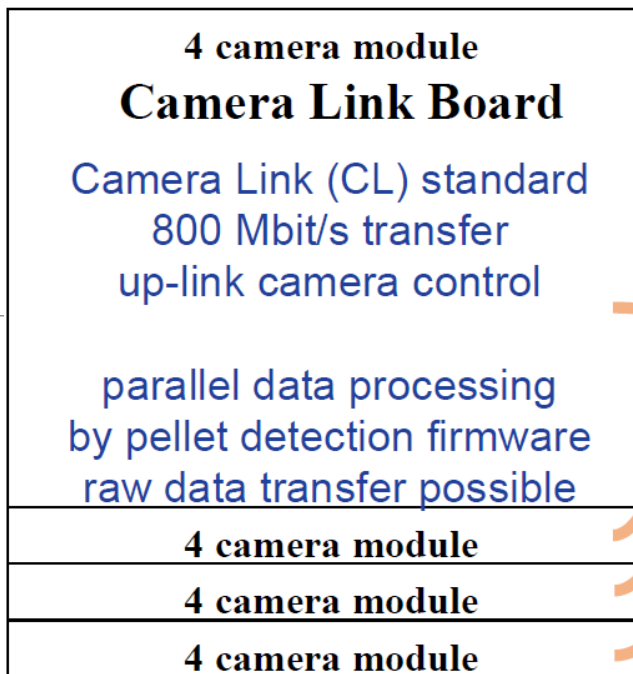 4 camera module
Camera Link Board
Camera Link (CL) standard
800 Mbit/s transfer
up-link camera control
parallel data processing
by pellet detection firmware
raw data transfer possible
4 camera module
4 camera module
4 camera module